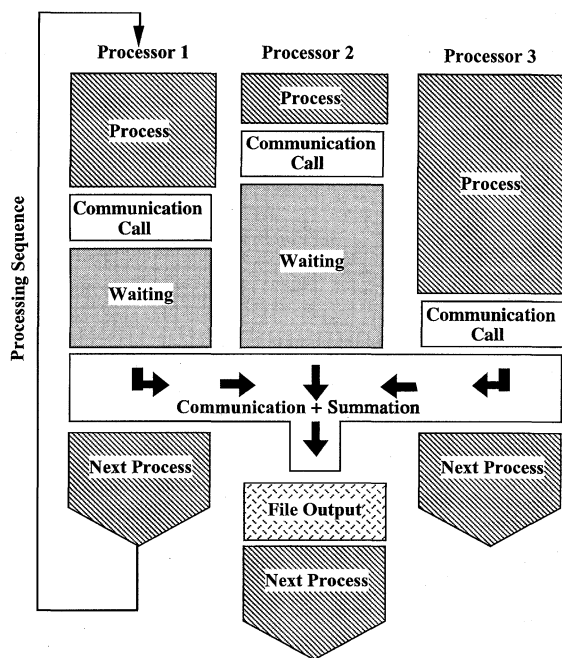 Processor 1
Processor 2
Processor 3
Process
Process
Process
Communication
Call
Communication
Call
Waiting
Waiting
Communication
Call
Processing Sequence
Communication + Summation
Next Process
Next Process
File Output
Next Process